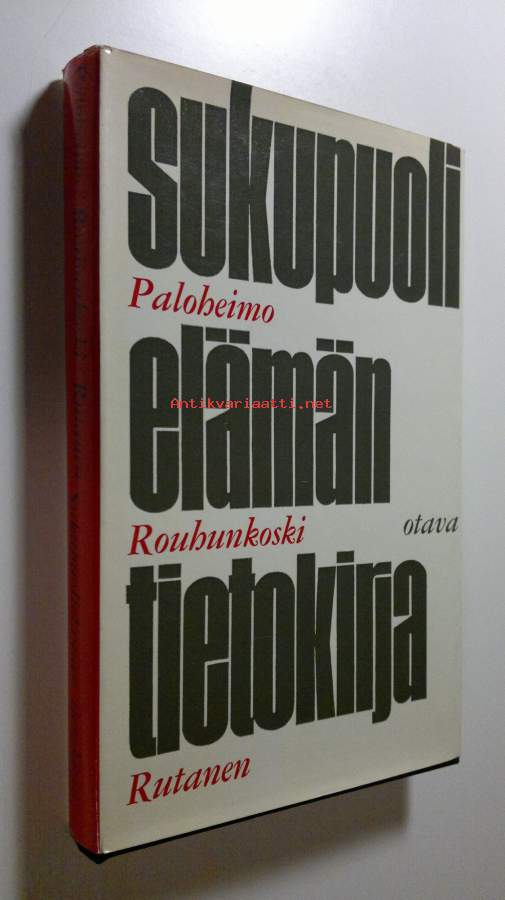 sukupuoli
Paloheimo
elämän
Antikvariaatti.net
Rouhunkoski
otava
tietokirja
Rutanen